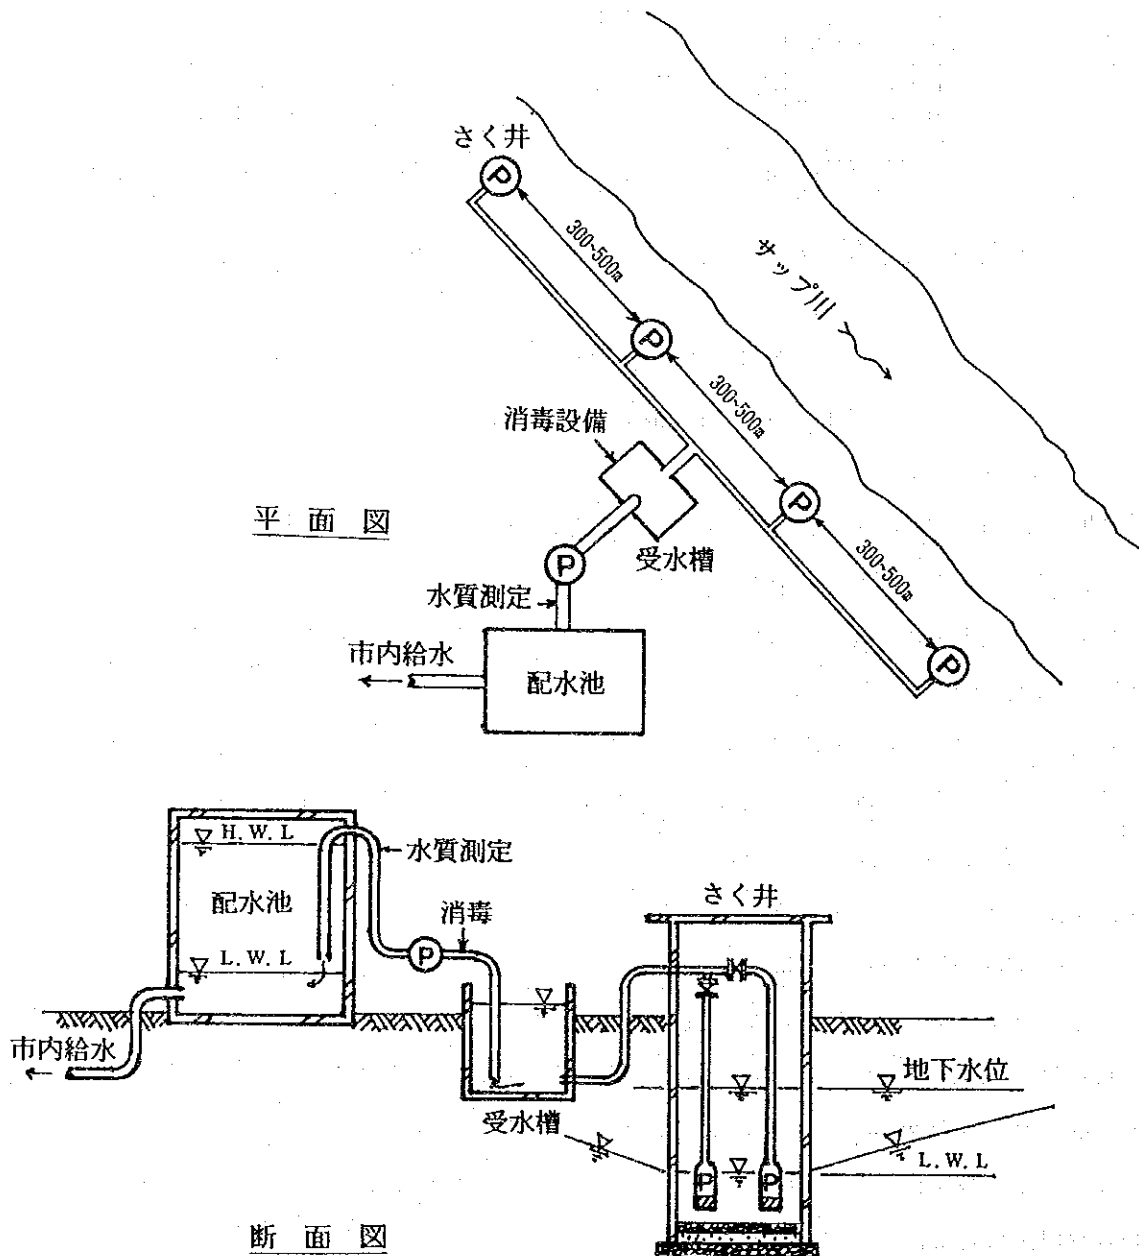 さく井
P
300~500m
サップ川
P
300~500m
消毒設備
P
平面図
受水槽
300~500m
P
水質測定
市内給水
配水池
P
H.W.L
水質測定
配水池
さく井
消毒
L.W.L
P
市内給水
地下水位
受水槽
L.W.L
P
P
断面図